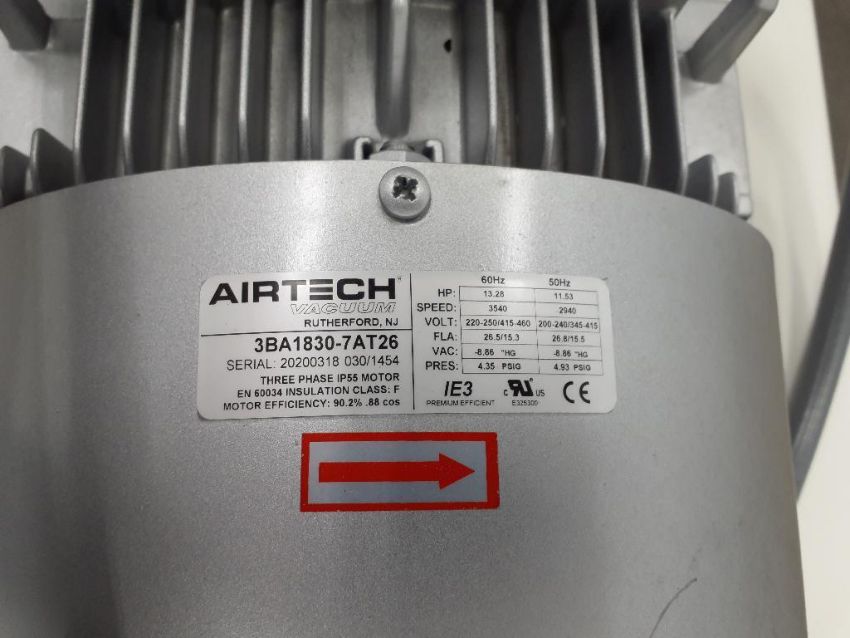 AIRTECH
VACUUM
RUTHERFORD, NJ
3BA1830-7AT26
SERIAL: 20200318 030/1454
THREE PHASE IP55 MOTOR
EN 60034 INSULATION CLASS: F
MOTOR EFFICIENCY: 90.2% .88 cos
60Hz 50Hz
HP: 13.28 11.53
SPEED: 3540 2940
VOLT: 220-250/415-460 200-240/345-415
FLA: 26.5/15.3 26.8/15.5
VAC: -8.86 "HG -8.86 "HG
PRES: 4.35 PSIG 4.93 PSIG
IE3 c RU US CE
PREMIUM EFFICIENT E325300